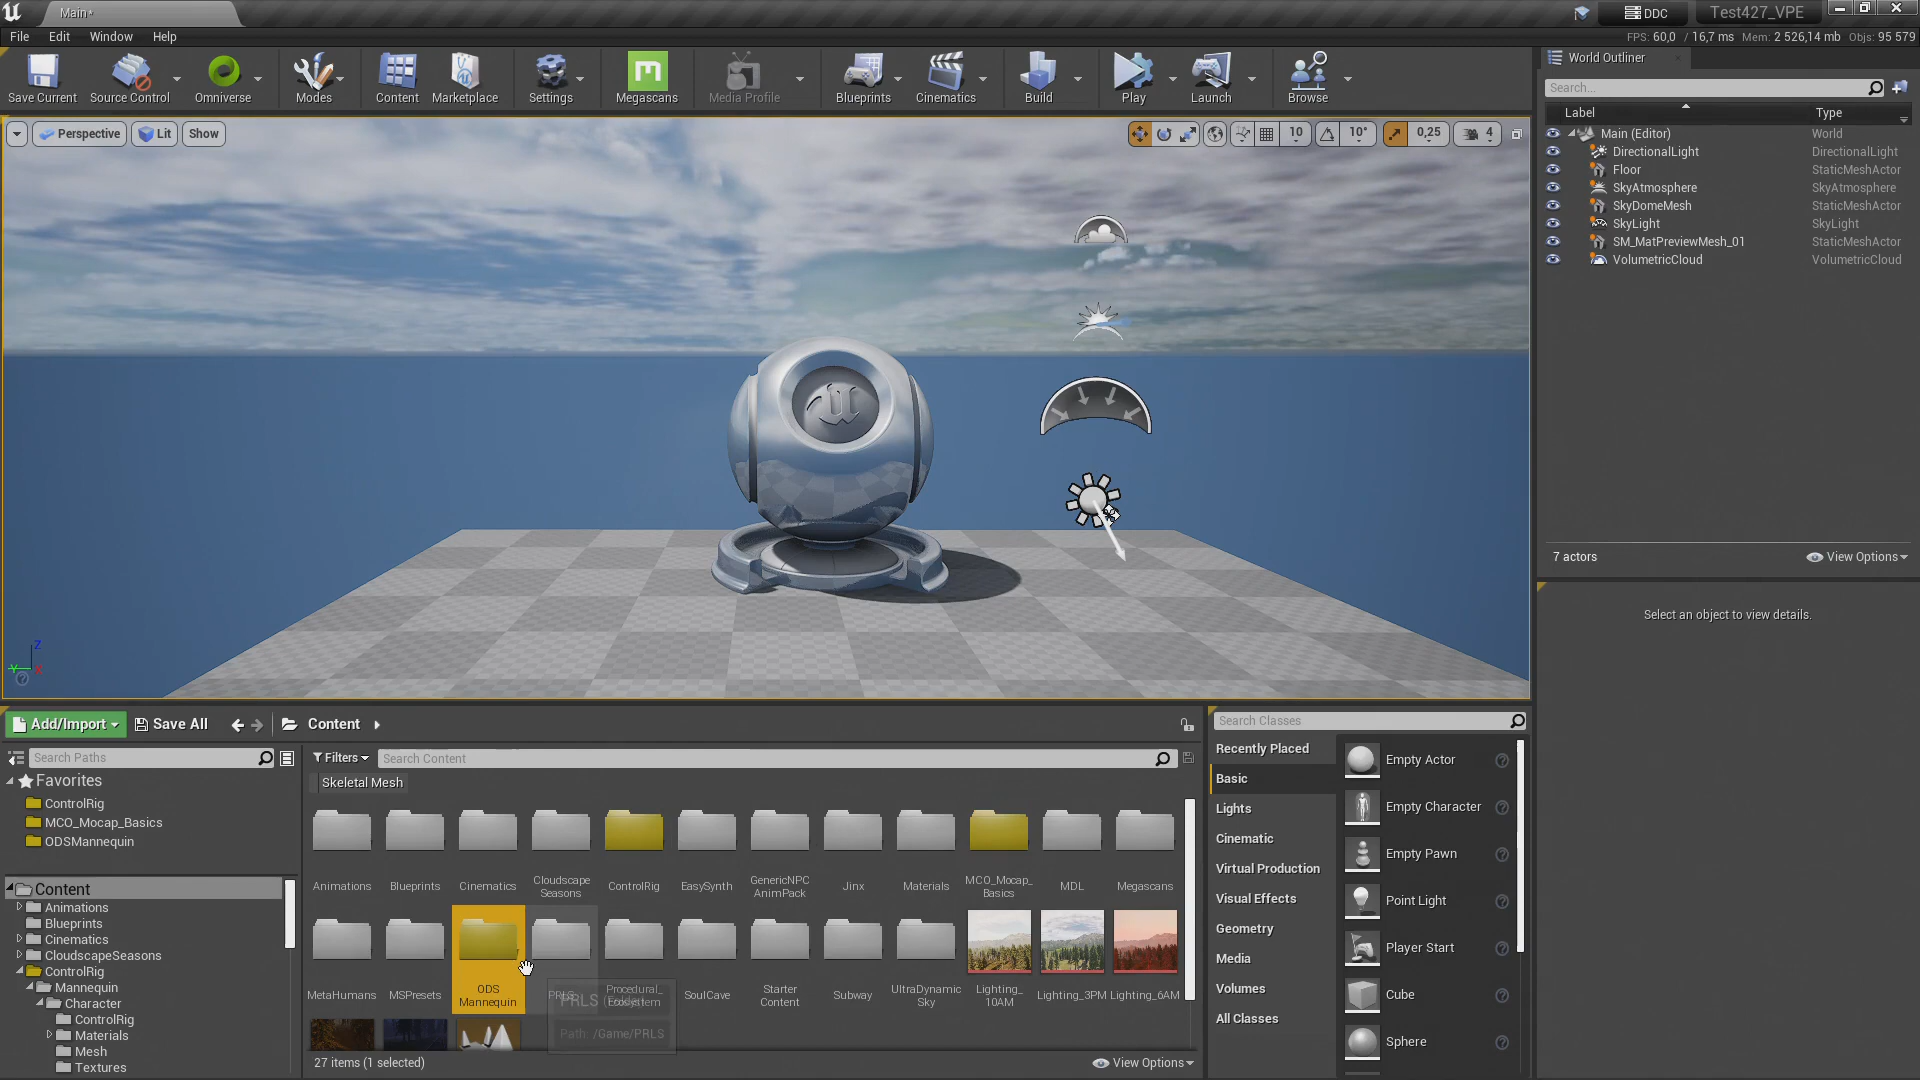 Main*
DDC
Test427_VPE
File Edit Window Help
FPS: 60,0 / 16,7 ms Mem: 2 526,14 mb Objs: 95 579
Save Current
Source Control
Omniverse
Modes
Content
Marketplace
Settings
Megascans
Media Profile
Blueprints
Cinematics
Build
Play
Launch
Browse
Perspective
Lit
Show
10
10°
0,25
4
World Outliner
Search...
Label Type
Main (Editor) World
DirectionalLight DirectionalLight
Floor StaticMeshActor
SkyAtmosphere SkyAtmosphere
SkyDomeMesh StaticMeshActor
SkyLight SkyLight
SM_MatPreviewMesh_01 StaticMeshActor
VolumetricCloud VolumetricCloud
7 actors View Options
Select an object to view details.
Z
Y
X
Add/Import
Save All
Content
Search Paths
Favorites
ControlRig
MCO_Mocap_Basics
ODSMannequin
Content
Animations
Blueprints
Cinematics
CloudscapeSeasons
ControlRig
Mannequin
Character
ControlRig
Materials
Mesh
Textures
Filters
Search Content
Skeletal Mesh
Animations
Blueprints
Cinematics
Cloudscape
Seasons
ControlRig
EasySynth
GenericNPC
AnimPack
Jinx
Materials
MCO_Mocap_
Basics
MDL
Megascans
MetaHumans
MSPresets
ODS
Mannequin
PRLS
Procedural_
Ecosystem
SoulCave
Starter
Content
Subway
UltraDynamic
Sky
Lighting_
10AM
Lighting_3PM
Lighting_6AM
PRLS (Folder)
Path: /Game/PRLS
27 items (1 selected)
View Options
Search Classes
Recently Placed
Basic
Lights
Cinematic
Virtual Production
Visual Effects
Geometry
Media
Volumes
All Classes
Empty Actor
Empty Character
Empty Pawn
Point Light
Player Start
Cube
Sphere